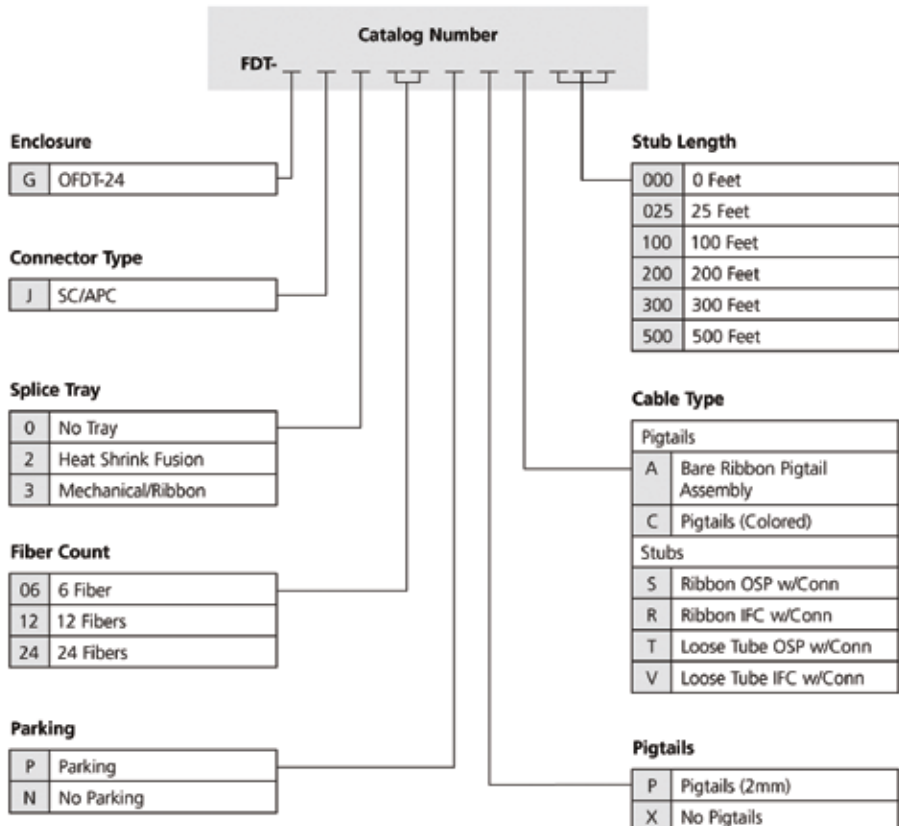 Catalog Number
FDT- _ _ _ _ _ _ _ _ _ _ _
Enclosure
G OFDT-24
Connector Type
J SC/APC
Splice Tray
0 No Tray
2 Heat Shrink Fusion
3 Mechanical/Ribbon
Fiber Count
06 6 Fiber
12 12 Fibers
24 24 Fibers
Parking
P Parking
N No Parking
Stub Length
000 0 Feet
025 25 Feet
100 100 Feet
200 200 Feet
300 300 Feet
500 500 Feet
Cable Type
Pigtails
A Bare Ribbon Pigtail
Assembly
C Pigtails (Colored)
Stubs
S Ribbon OSP w/Conn
R Ribbon IFC w/Conn
T Loose Tube OSP w/Conn
V Loose Tube IFC w/Conn
Pigtails
P Pigtails (2mm)
X No Pigtails